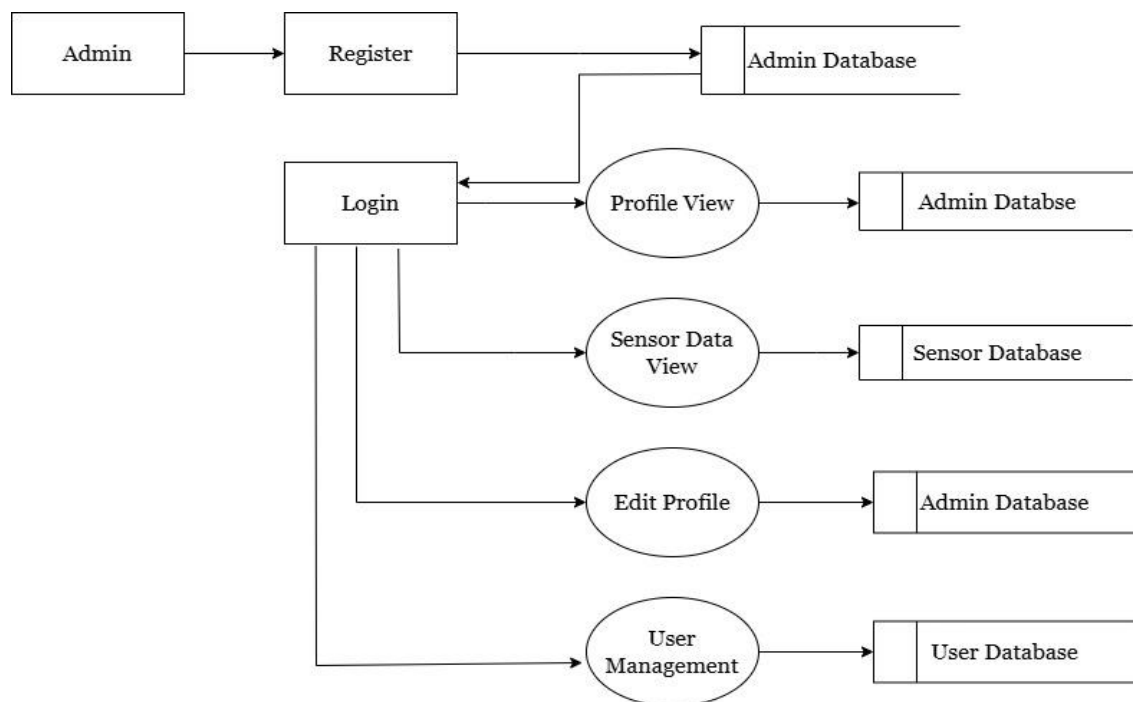 Admin
Register
Admin Database
Login
Profile View
Admin Databse
Sensor Data
View
Sensor Database
Edit Profile
Admin Database
User
Management
User Database